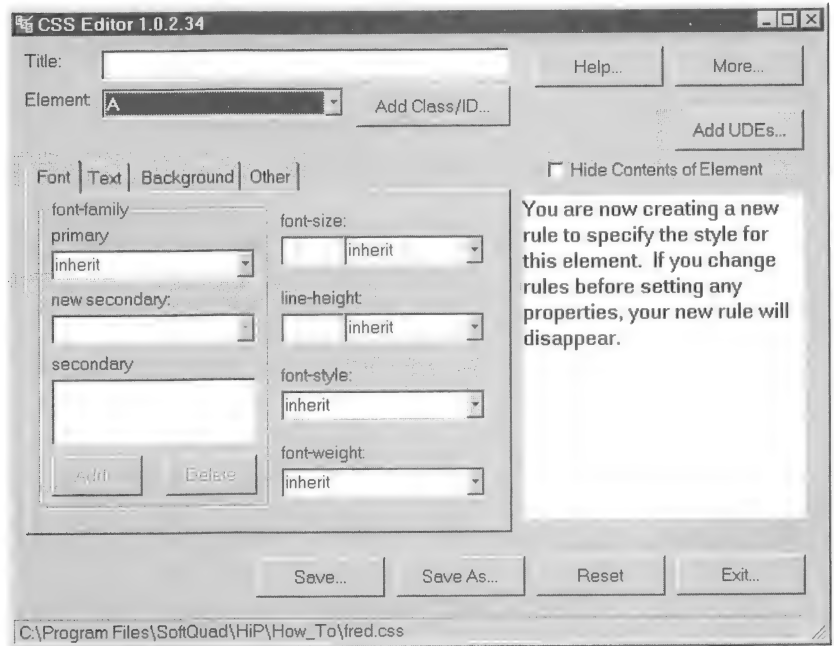 CSS Editor 1.0.2.34
Title:
Help...
More...
Element
A
Add Class/ID...
Add UDEs...
Font
Text
Background
Other
Hide Contents of Element
font-family
primary
inherit
new secondary:
secondary
Add...
Delete
font-size:
inherit
line-height:
inherit
font-style:
inherit
font-weight:
inherit
You are now creating a new
rule to specify the style for
this element. If you change
rules before setting any
properties, your new rule will
disappear.
Save...
Save As...
Reset
Exit...
C:\Program Files\SoftQuad\HiP\How_To\fred.css